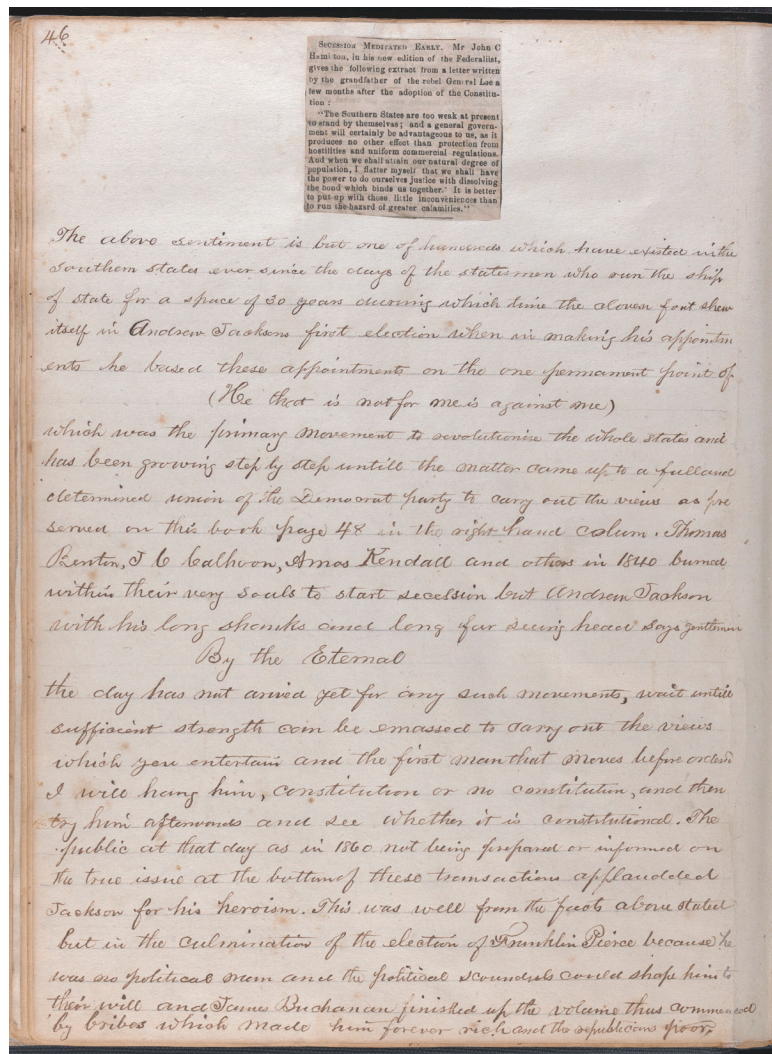 46
SECESSION MEDITATED EARLY. Mr John C
Hamilton, in his new edition of the Federaliist,
gives the following extract from a letter written
by the grandfather of the rebel General Lee a
few months after the adoption of the Constitu-
tion:
"The Southern States are too weak at present
to stand by themselves; and a general govern-
ment will certainly be advantageous to us, as it
produces no other effect than protection from
hostilities and uniform commercial regulations.
And when we shall attain our natural degree of
population, I flatter myself that we shall have
the power to do ourselves justice with dissolving
the bond which binds us together.' It is better
to put up with these little inconveniences than
to run the hazard of greater calamities."
The above sentiment is but one of hunderds which have existed in the
Southern States ever since the days of the statesmen who run the ship
of state for a space of 30 years duering which time the cloven foot shew
itself in Andrew Jacksons first election when in making his appointm
ents he based these appointments on the one permament point of
(He that is not for me is against me)
which was the primary movement to revolutionise the whole states and
has been growing step by step untill the matter came up to a full and
determined union of the Democrat party to carry out the views as pre
served on this book page 48 in the right hand colum. Thomas
Benton, J C Calhoon, Amos Kendall and others in 1840 burned
within their very souls to start secession but Andrew Jackson
with his long shanks and long far seeing head says gentlemen
By the Eternal
the day has not arived yet for any such movements, wait untill
sufficient strength can be emassed to carry out the views
which you entertain and the first man that moves before orders
I will hang him, constitution or no constitution, and then
try him afterwards and see whether it is constitutional. The
public at that day as in 1860 not being prepared or informed on
the true issue at the bottum of these transactions applaudded
Jackson for his heroism. This was well from the facts above stated
but in the culmination of the election of Franklin Pierce because he
was no political man and the political scoundrels could shape him to
their will and James Buchanan finished up the volume thus commenced
by bribes which made him forever rich and the republicans poor.